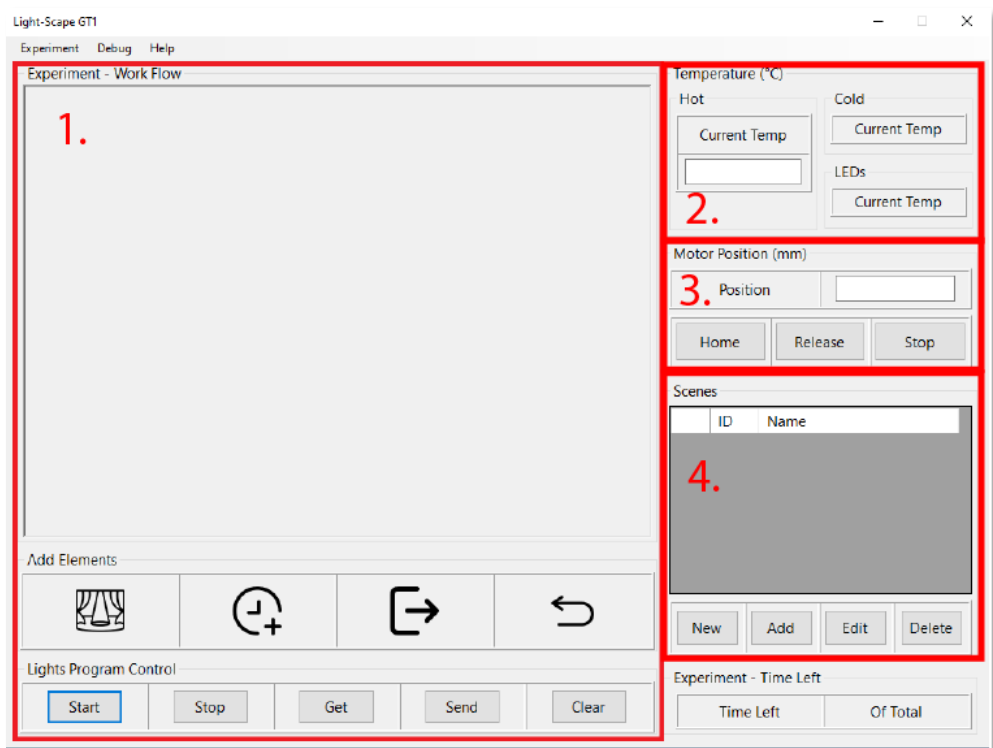 Light-Scape GT1
Experiment Debug Help
Experiment - Work Flow
1.
Add Elements
Lights Program Control
Start Stop Get Send Clear
Temperature (°C)
Hot Cold
Current Temp Current Temp
LEDs
Current Temp
2.
Motor Position (mm)
3. Position
Home Release Stop
Scenes
ID Name
4.
New Add Edit Delete
Experiment - Time Left
Time Left Of Total